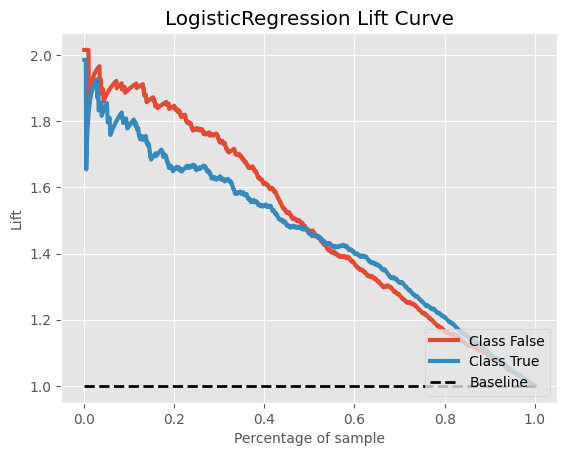 LogisticRegression Lift Curve
Lift
2.0
1.8
1.6
1.4
1.2
1.0
0.0 0.2 0.4 0.6 0.8 1.0
Percentage of sample
Class False
Class True
Baseline